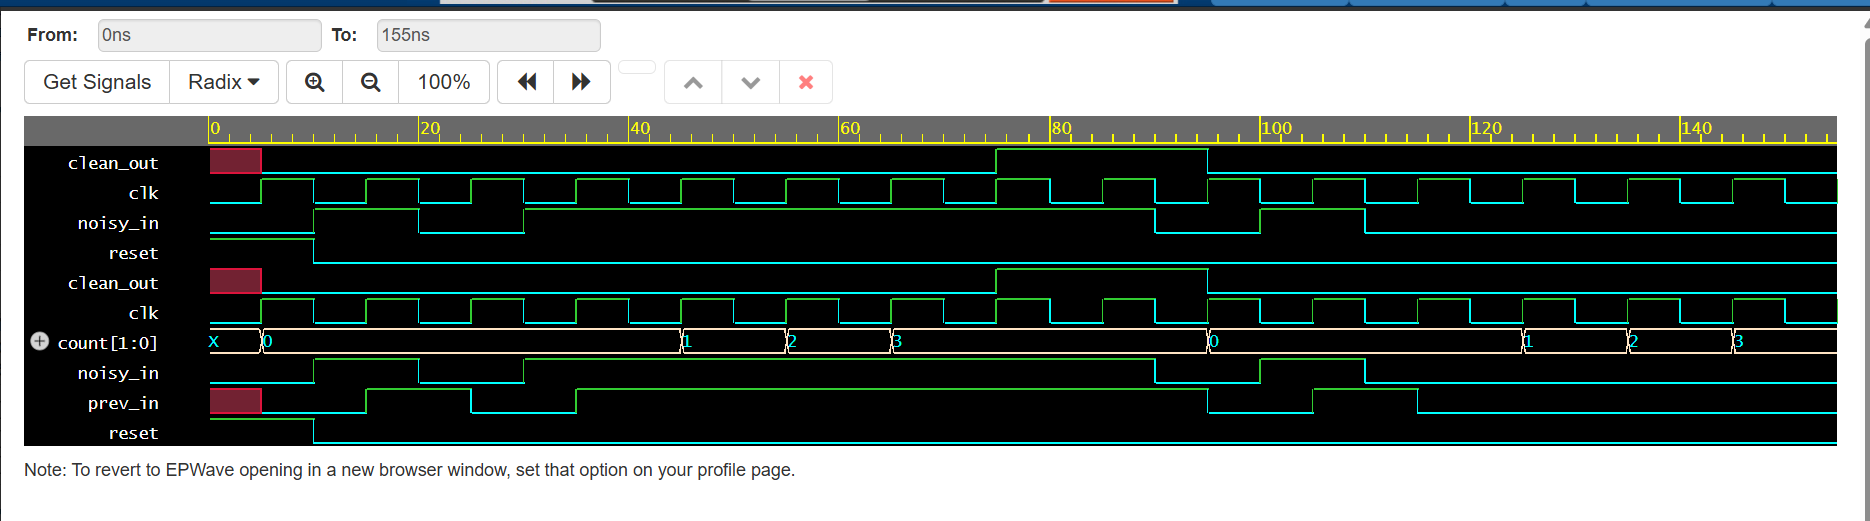 From: 0ns To: 155ns
Get Signals Radix 100%
0 20 40 60 80 100 120 140
clean_out
clk
noisy_in
reset
clean_out
clk
count[1:0] X 0 1 2 3 0 1 2 3
noisy_in
prev_in
reset
Note: To revert to EPWave opening in a new browser window, set that option on your profile page.